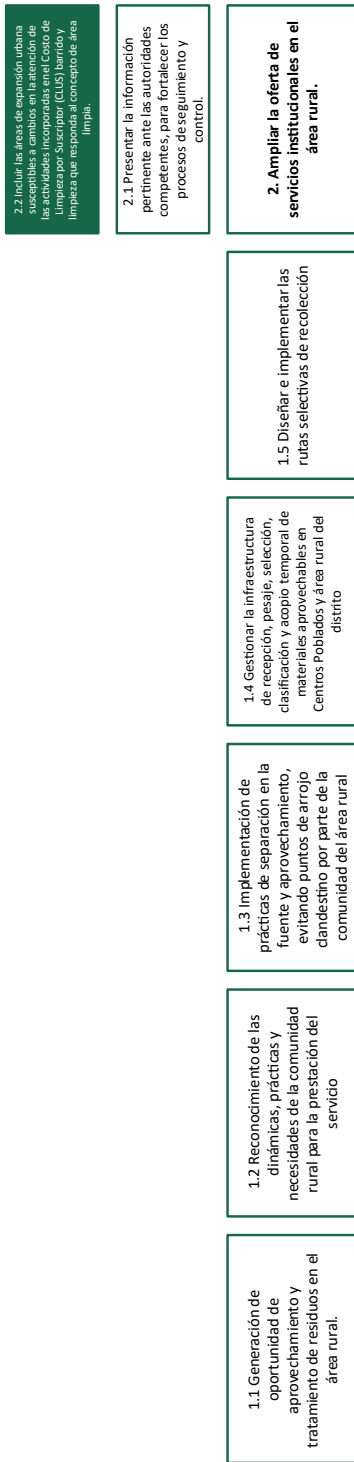 2.2 Incluir las áreas de expansión urbana
susceptibles a cambios en la atención de
las actividades incorporadas en el Costo de
Limpieza por Suscriptor (CLUS) barrido y
limpieza que responda al concepto de área
limpia.
2.1 Presentar la información
pertinente ante las autoridades
competentes, para fortalecer los
procesos de seguimiento y
control.
2. Ampliar la oferta de
servicios institucionales en el
área rural.
1.5 Diseñar e implementar las
rutas selectivas de recolección
1.4 Gestionar la infraestructura
de recepción, pesaje, selección,
clasificación y acopio temporal de
materiales aprovechables en
Centros Poblados y área rural del
distrito
1.3 Implementación de
prácticas de separación en la
fuente y aprovechamiento,
evitando puntos de arrojo
clandestino por parte de la
comunidad del área rural
1.2 Reconocimiento de las
dinámicas, prácticas y
necesidades de la comunidad
rural para la prestación del
servicio
1.1 Generación de
oportunidad de
aprovechamiento y
tratamiento de residuos en el
área rural.